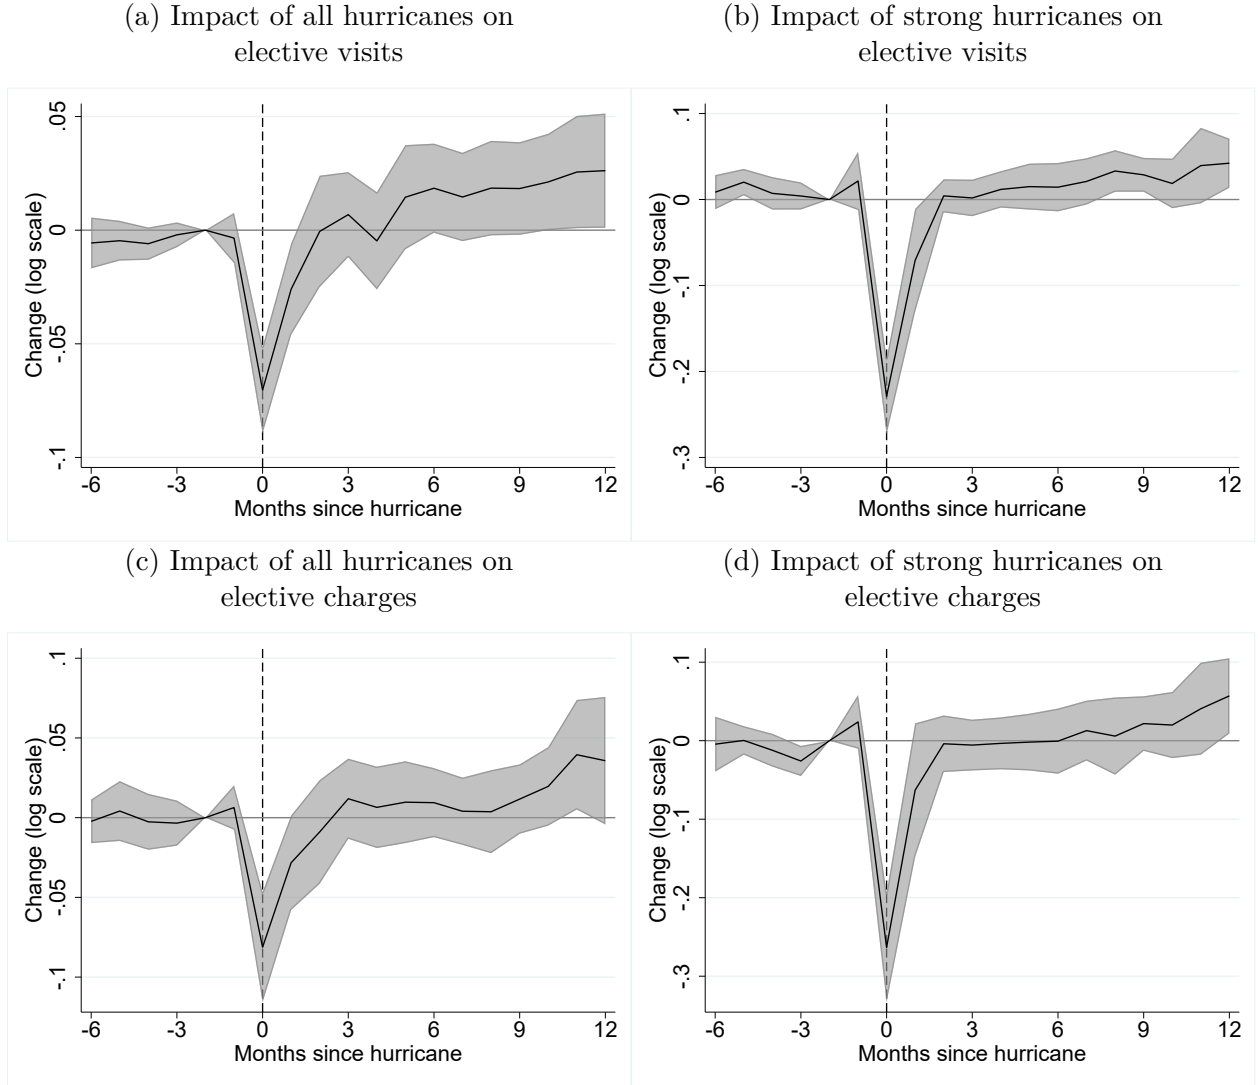 (a) Impact of all hurricanes on
elective visits
(b) Impact of strong hurricanes on
elective visits
Change (log scale)
.05
0
-.05
-.1
-6 -3 0 3 6 9 12
Months since hurricane
Change (log scale)
.1
0
-.1
-.2
-.3
-6 -3 0 3 6 9 12
Months since hurricane
(c) Impact of all hurricanes on
elective charges
(d) Impact of strong hurricanes on
elective charges
Change (log scale)
.1
.05
0
-.05
-.1
-6 -3 0 3 6 9 12
Months since hurricane
Change (log scale)
.1
0
-.1
-.2
-.3
-6 -3 0 3 6 9 12
Months since hurricane